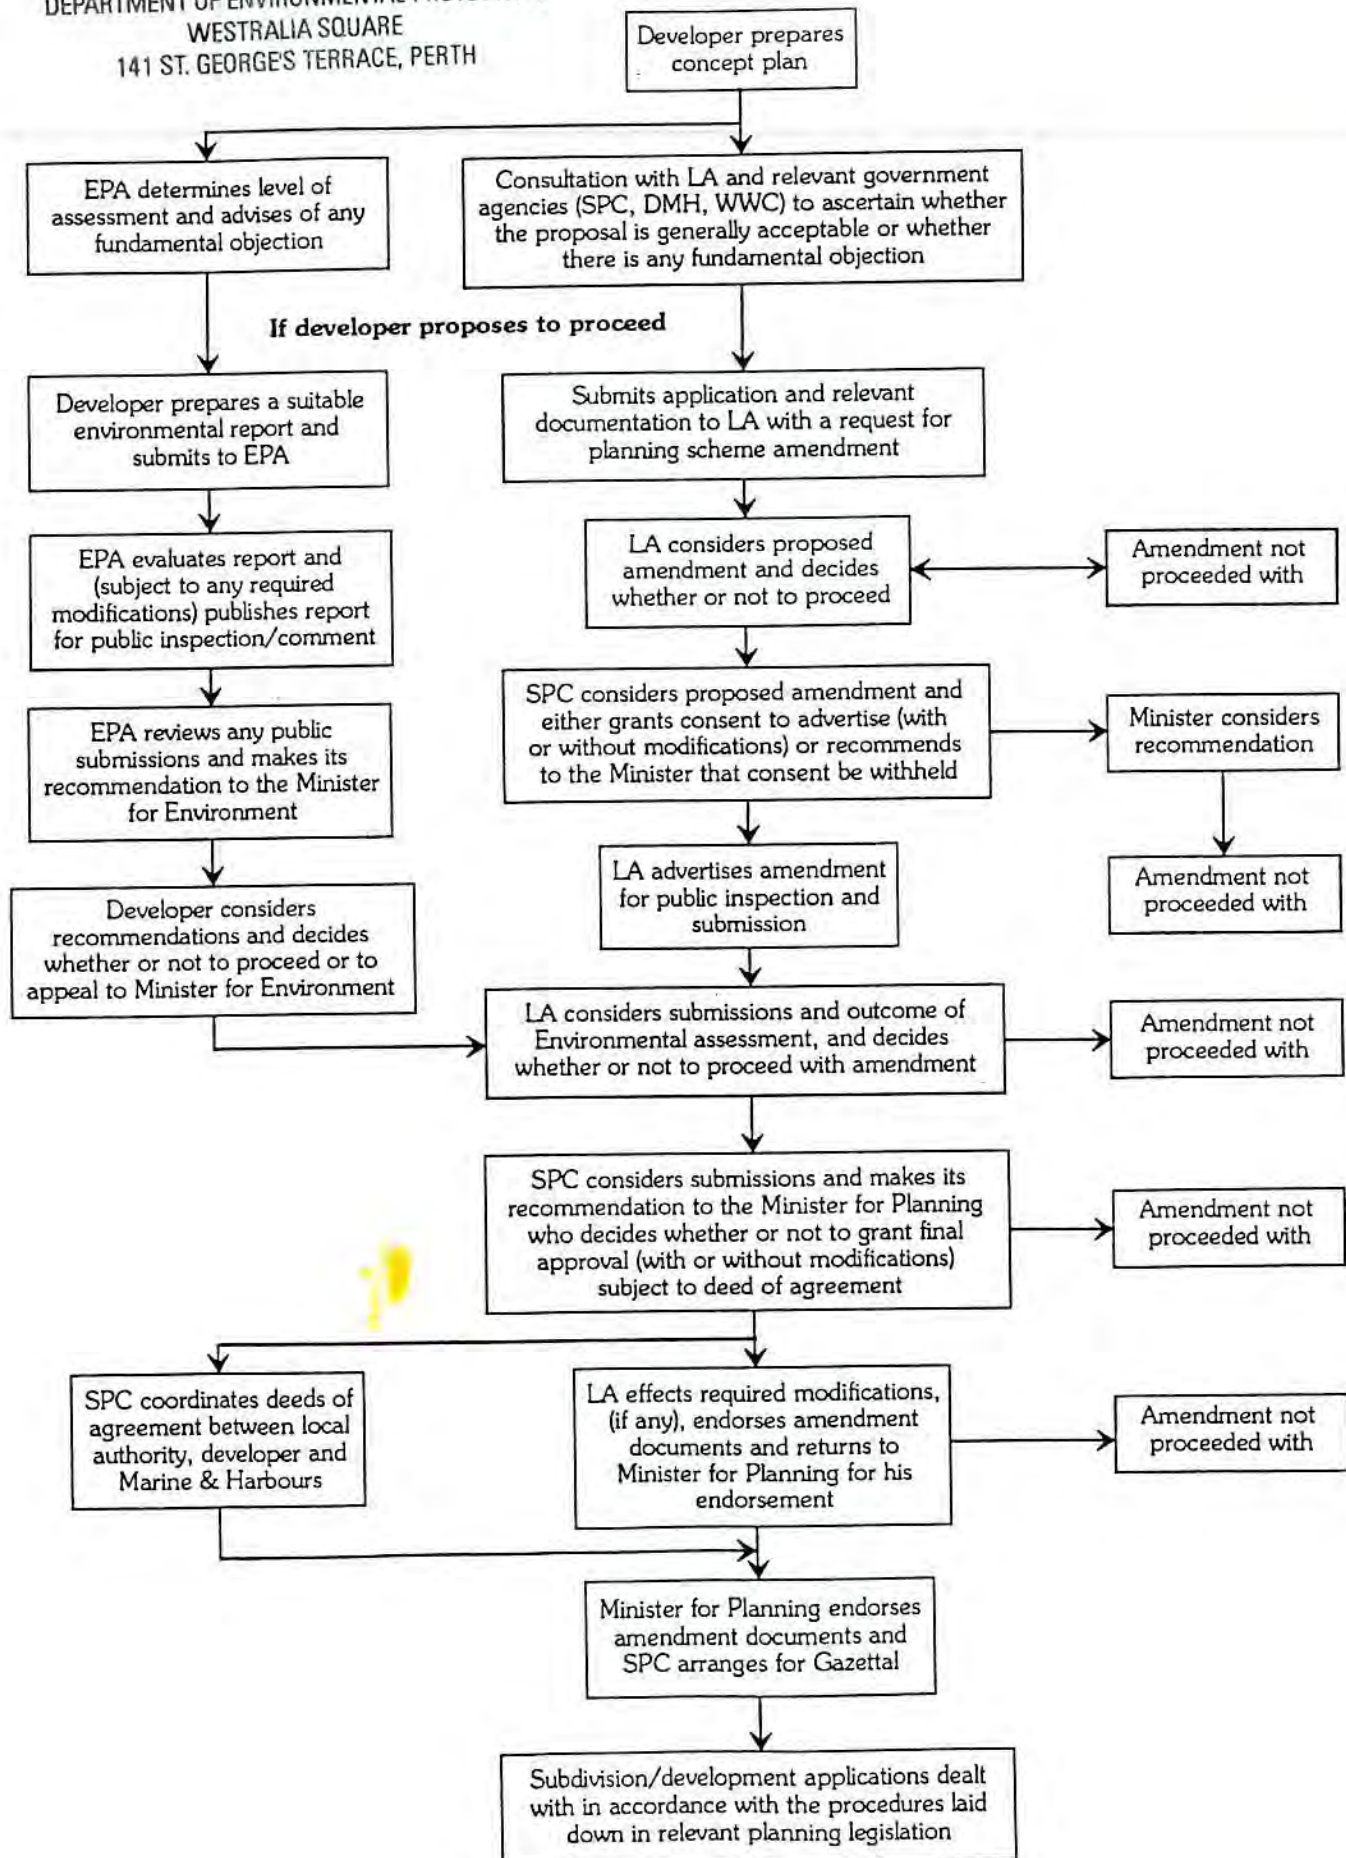 DEPARTMENT OF ENVIRONMENTAL
WESTRALIA SQUARE
141 ST. GEORGE'S TERRACE, PERTH
Developer prepares
concept plan
EPA determines level of
assessment and advises of any
fundamental objection
Consultation with LA and relevant government
agencies (SPC, DMH, WWC) to ascertain whether
the proposal is generally acceptable or whether
there is any fundamental objection
If developer proposes to proceed
Developer prepares a suitable
environmental report and
submits to EPA
Submits application and relevant
documentation to LA with a request for
planning scheme amendment
EPA evaluates report and
(subject to any required
modifications) publishes report
for public inspection/comment
LA considers proposed
amendment and decides
whether or not to proceed
Amendment not
proceeded with
EPA reviews any public
submissions and makes its
recommendation to the Minister
for Environment
SPC considers proposed amendment and
either grants consent to advertise (with
or without modifications) or recommends
to the Minister that consent be withheld
Minister considers
recommendation
LA advertises amendment
for public inspection and
submission
Amendment not
proceeded with
Developer considers
recommendations and decides
whether or not to proceed or to
appeal to Minister for Environment
LA considers submissions and outcome of
Environmental assessment, and decides
whether or not to proceed with amendment
Amendment not
proceeded with
SPC considers submissions and makes its
recommendation to the Minister for Planning
who decides whether or not to grant final
approval (with or without modifications)
subject to deed of agreement
Amendment not
proceeded with
SPC coordinates deeds of
agreement between local
authority, developer and
Marine & Harbours
LA effects required modifications,
(if any), endorses amendment
documents and returns to
Minister for Planning for his
endorsement
Amendment not
proceeded with
Minister for Planning endorses
amendment documents and
SPC arranges for Gazettal
Subdivision/development applications dealt
with in accordance with the procedures laid
down in relevant planning legislation